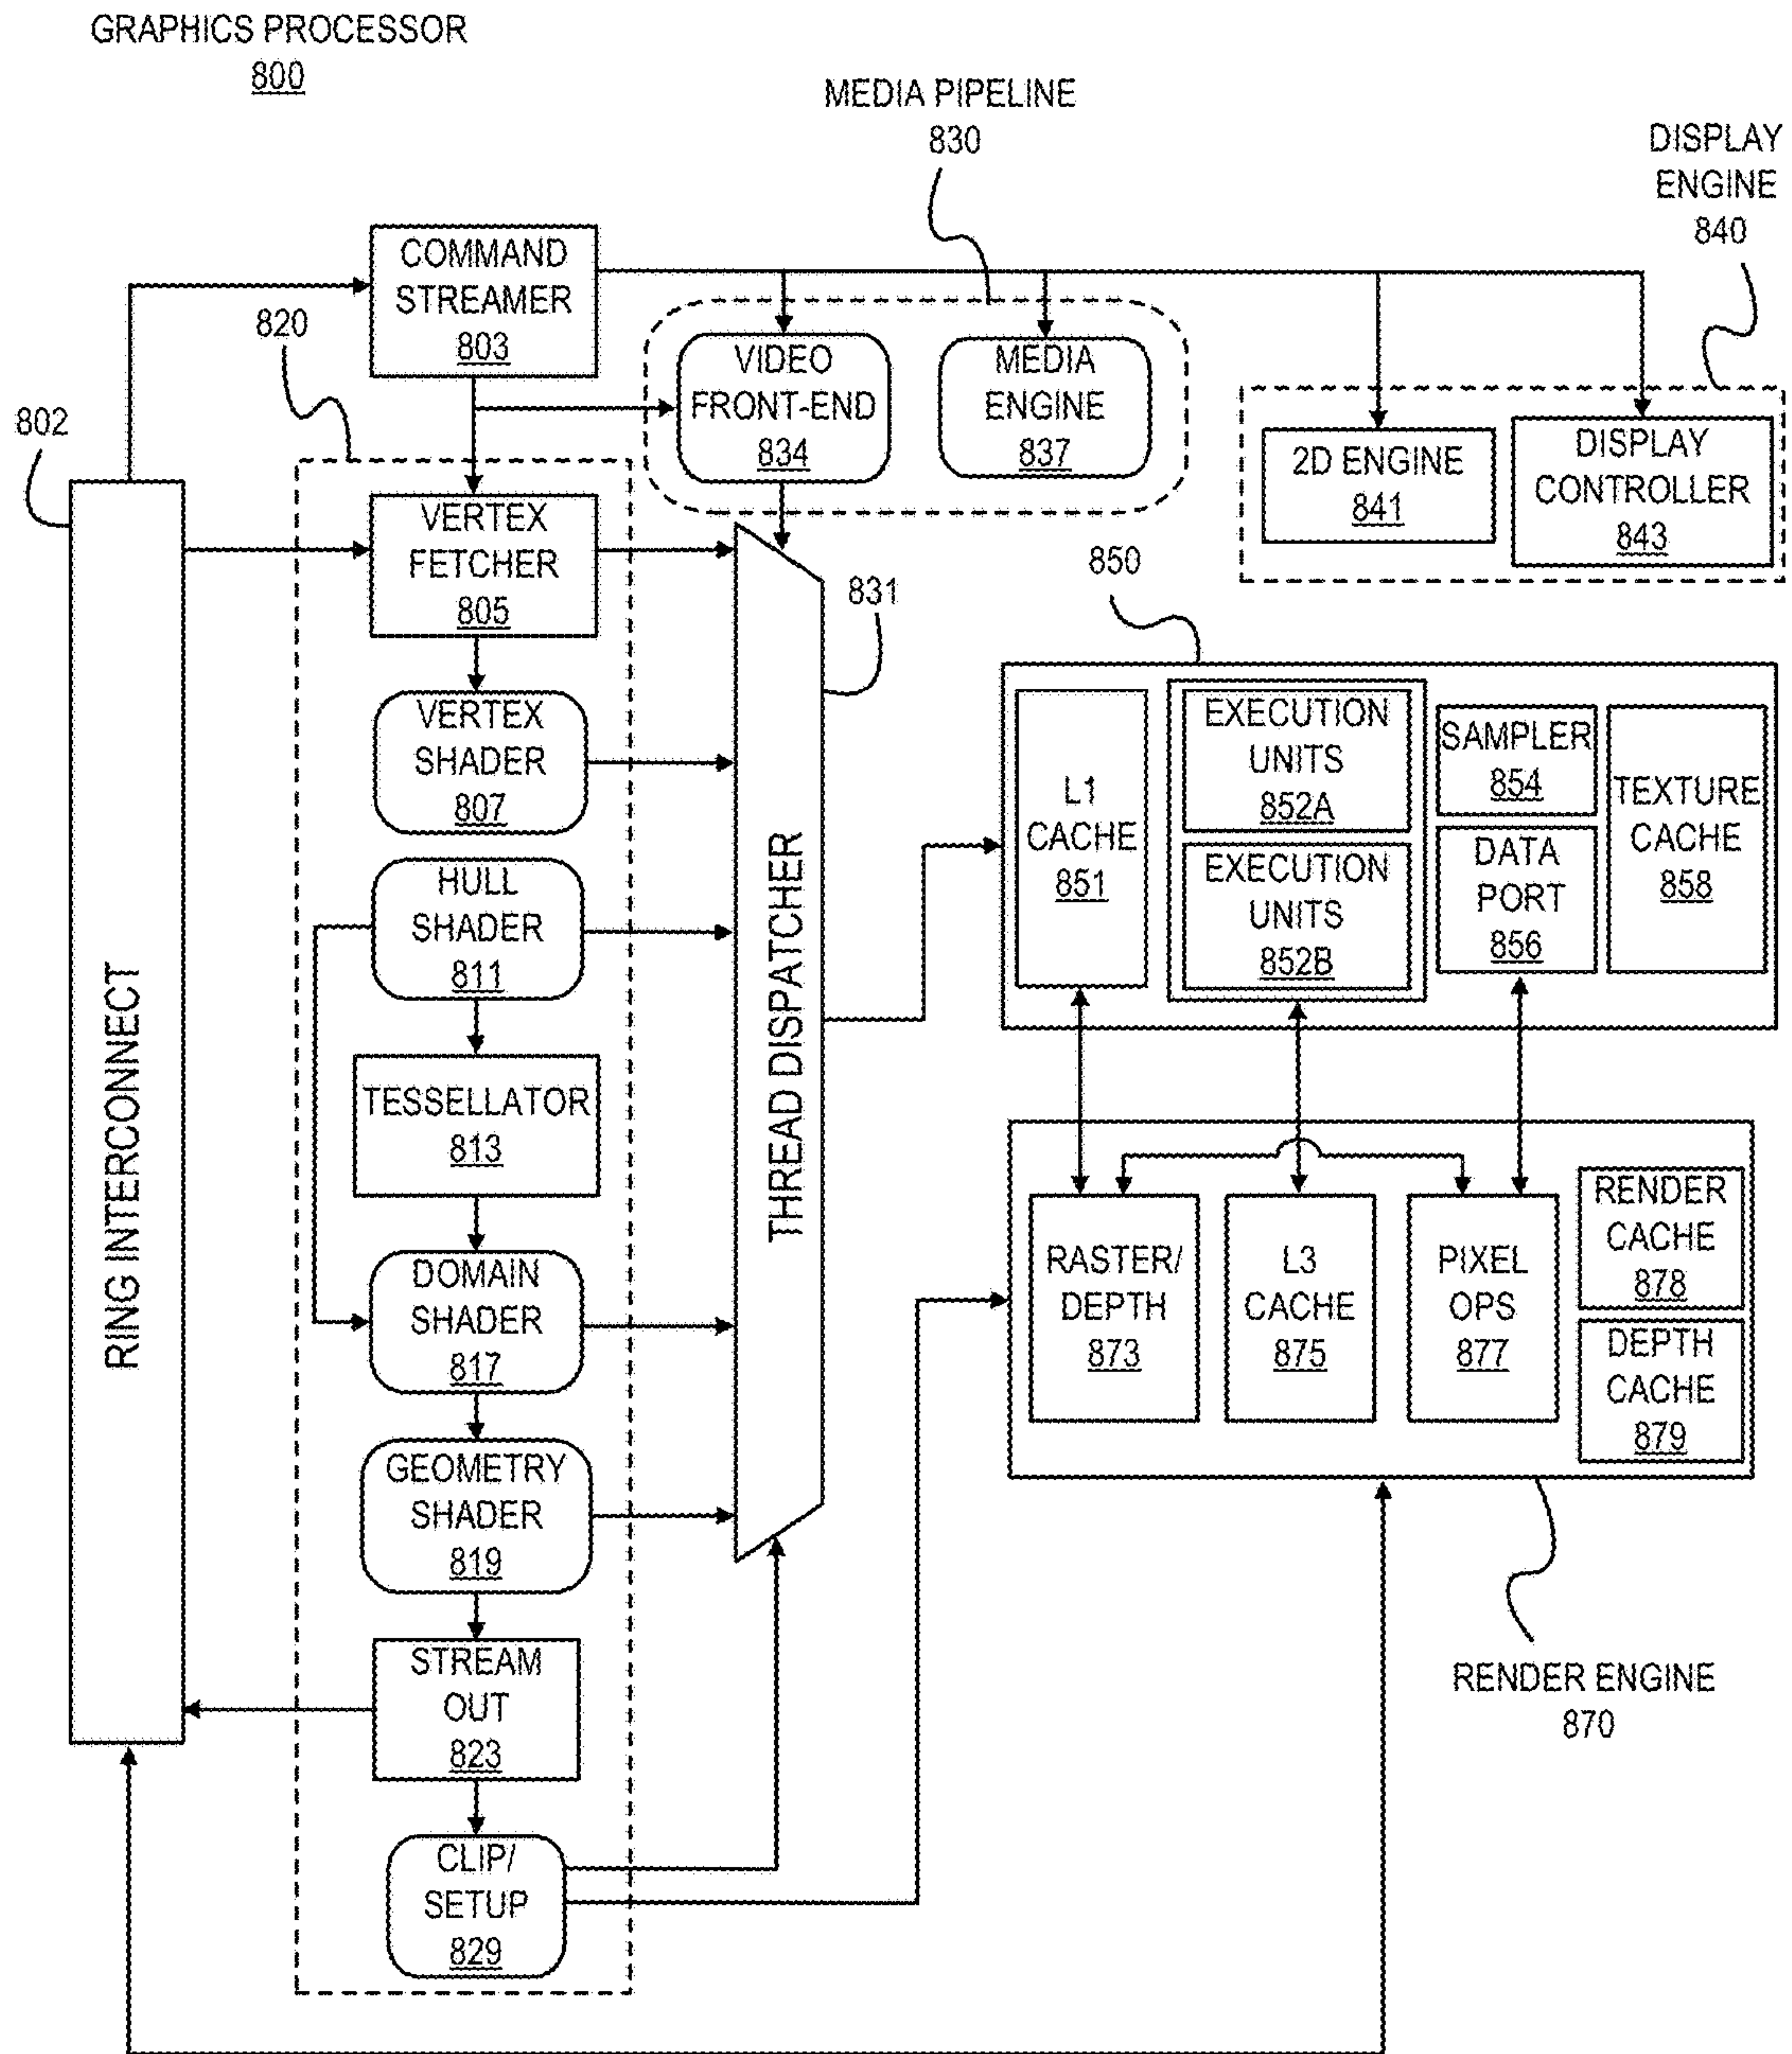 GRAPHICS PROCESSOR
800
MEDIA PIPELINE
830
DISPLAY
ENGINE
840
COMMAND
STREAMER
803
820
VIDEO
FRONT-END
834
MEDIA
ENGINE
837
2D ENGINE
841
DISPLAY
CONTROLLER
843
802
RING INTERCONNECT
VERTEX
FETCHER
805
VERTEX
SHADER
807
HULL
SHADER
811
TESSELLATOR
813
DOMAIN
SHADER
817
GEOMETRY
SHADER
819
STREAM
OUT
823
CLIP/
SETUP
829
831
THREAD DISPATCHER
850
L1
CACHE
851
EXECUTION
UNITS
852A
EXECUTION
UNITS
852B
SAMPLER
854
DATA
PORT
856
TEXTURE
CACHE
858
RASTER/
DEPTH
873
L3
CACHE
875
PIXEL
OPS
877
RENDER
CACHE
878
DEPTH
CACHE
879
RENDER ENGINE
870